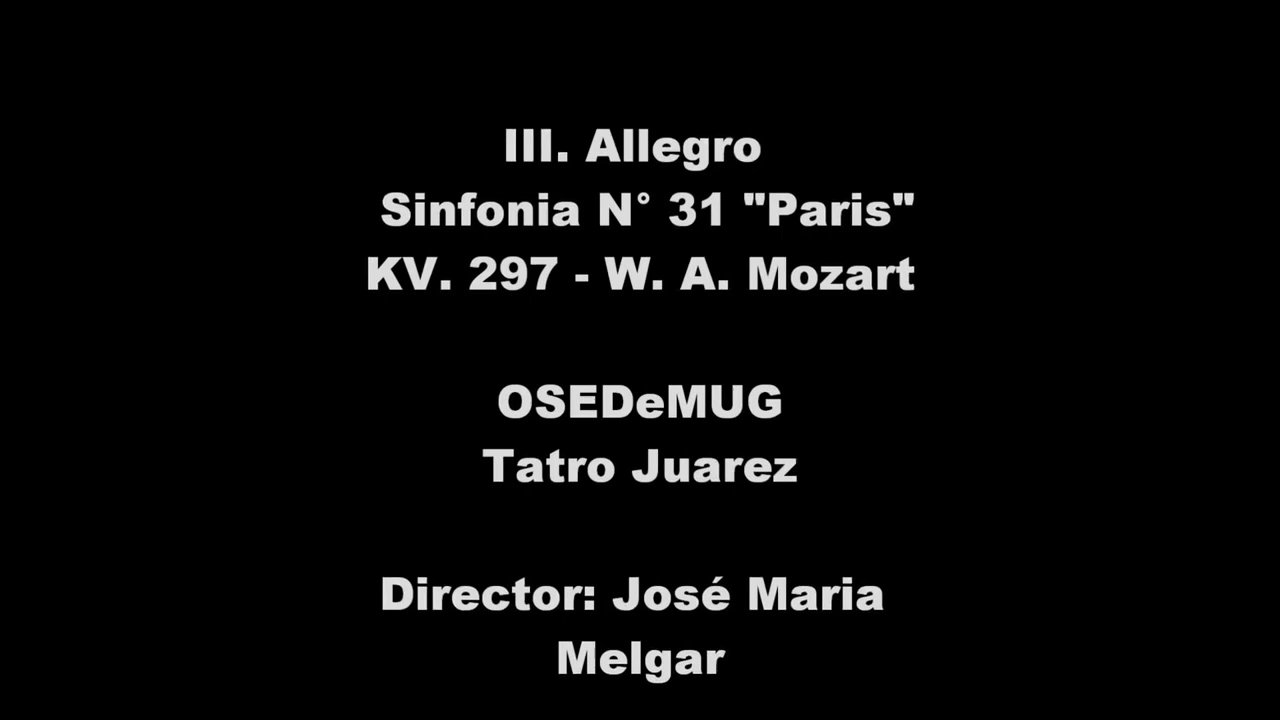 III. Allegro
Sinfonia N° 31 "Paris"
KV. 297 - W. A. Mozart
OSEDeMUG
Tatro Juarez
Director: José Maria
Melgar